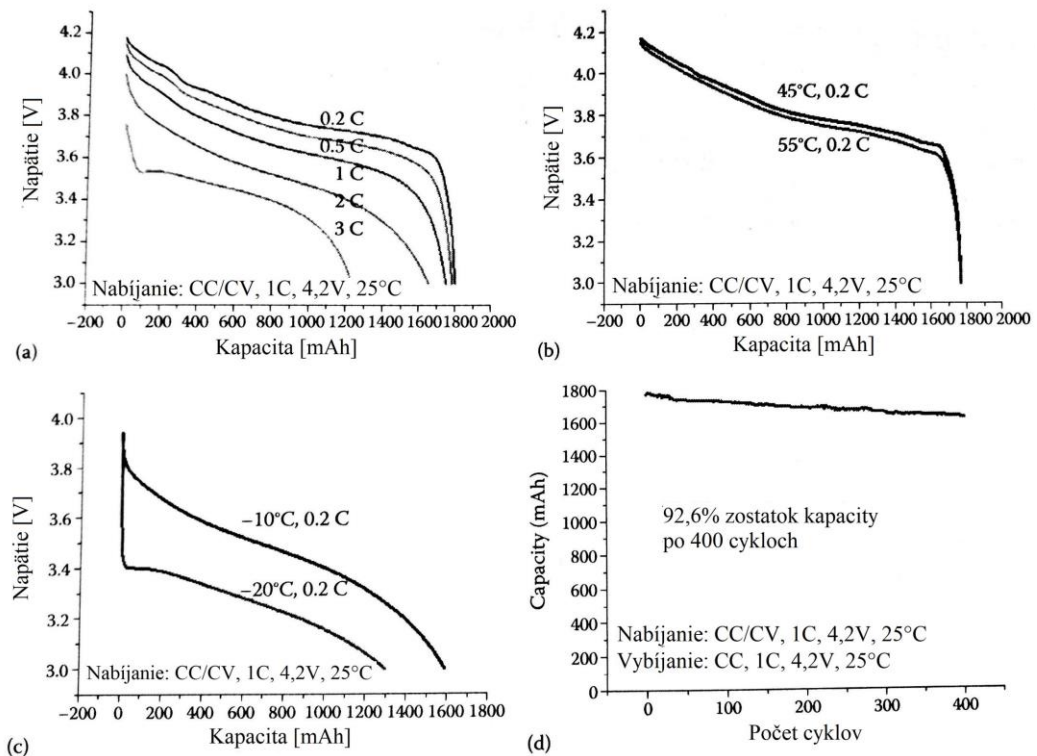 4.2
4.0
3.8
3.6
3.4
3.2
3.0
Napätie [V]
0.2 C
0.5 C
1 C
2 C
3 C
Nabíjanie: CC/CV, 1C, 4,2V, 25°C
−200 0 200 400 600 800 1000 1200 1400 1600 1800 2000
Kapacita [mAh]
(a)
4.2
4.0
3.8
3.6
3.4
3.2
3.0
Napätie [V]
45°C, 0.2 C
55°C, 0.2 C
Nabíjanie: CC/CV, 1C, 4,2V, 25°C
−200 0 200 400 600 800 1000 1200 1400 1600 1800 2000
Kapacita [mAh]
(b)
4.0
3.8
3.6
3.4
3.2
3.0
Napätie [V]
−10°C, 0.2 C
−20°C, 0.2 C
Nabíjanie: CC/CV, 1C, 4,2V, 25°C
−200 0 200 400 600 800 1000 1200 1400 1600 1800
Kapacita [mAh]
(c)
1800
1600
1400
1200
1000
800
600
400
200
0
Capacity (mAh)
92,6% zostatok kapacity
po 400 cykloch
Nabíjanie: CC/CV, 1C, 4,2V, 25°C
Vybíjanie: CC, 1C, 4,2V, 25°C
0 100 200 300 400
Počet cyklov
(d)